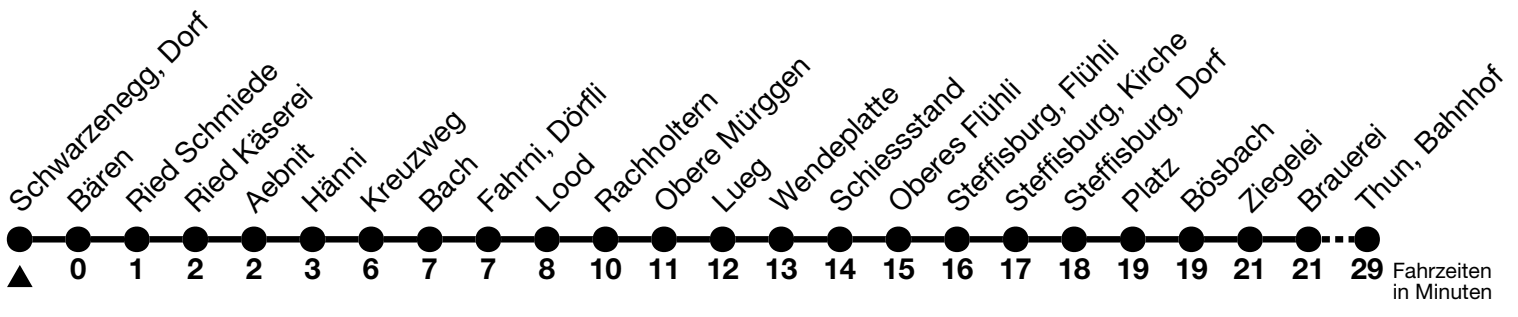 Schwarzenegg, Dorf
Bären
Ried Schmiede
Ried Käserei
Aebnit
Hänni
Kreuzweg
Bach
Fahrni, Dörfli
Lood
Rachholtern
Obere Mürggen
Lueg
Wendeplatte
Schiessstand
Oberes Flühli
Steffisburg, Flühli
Steffisburg, Kirche
Steffisburg, Dorf
Platz
Bösbach
Ziegelei
Brauerei
Thun, Bahnhof
0 1 2 2 3 6 7 7 8 10 11 12 13 14 15 16 17 18 19 19 21 21 29 Fahrzeiten
in Minuten